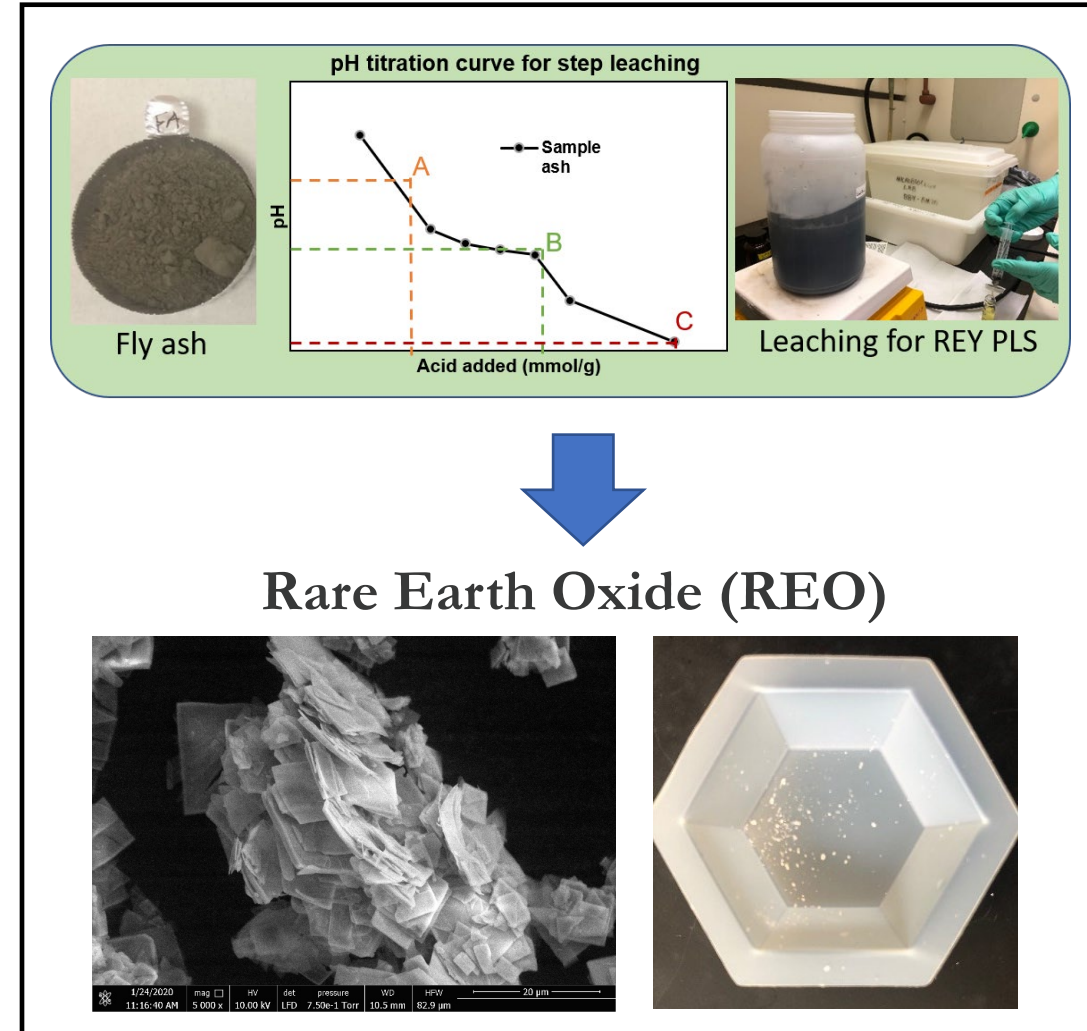 pH titration curve for step leaching
FA
A
Sample
ash
pH
B
C
Acid added (mmol/g)
Fly ash
Leaching for REY PLS
Rare Earth Oxide (REO)
1/24/2020 mag □ HV det pressure WD HFW 20 µm
11:16:40 AM 5 000 x 10.00 kV LFD 7.50e-1 Torr 10.5 mm 82.9 µm